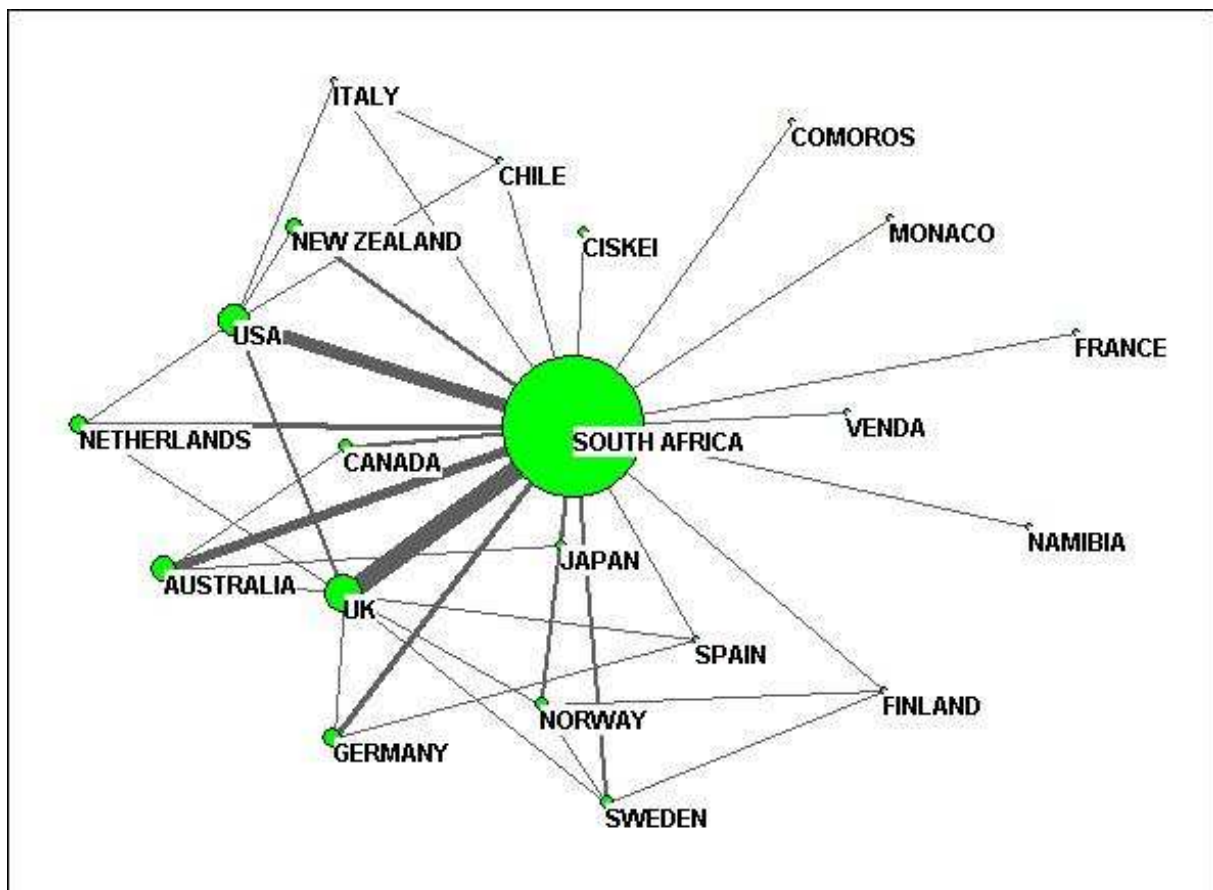 ITALY
COMOROS
CHILE
NEW ZEALAND
CISKEI
MONACO
USA
FRANCE
NETHERLANDS
CANADA
SOUTH AFRICA
VENDA
AUSTRALIA
UK
JAPAN
NAMIBIA
SPAIN
GERMANY
NORWAY
FINLAND
SWEDEN